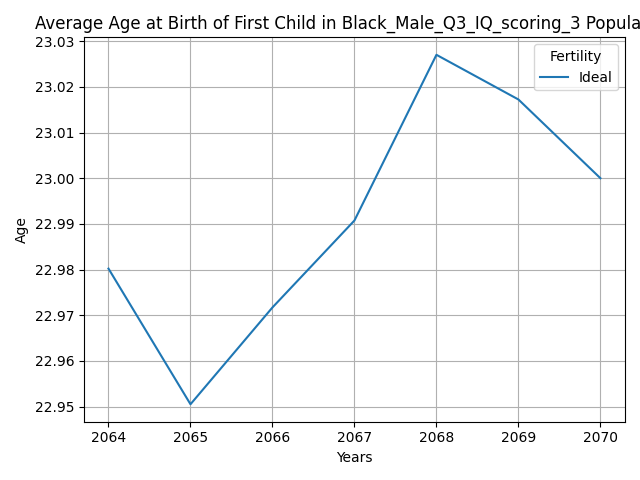 Average Age at Birth of First Child in Black_Male_Q3_IQ_scoring_3 Popula
23.03
23.02
23.01
23.00
22.99
22.98
22.97
22.96
22.95
Age
Fertility
Ideal
2064 2065 2066 2067 2068 2069 2070
Years